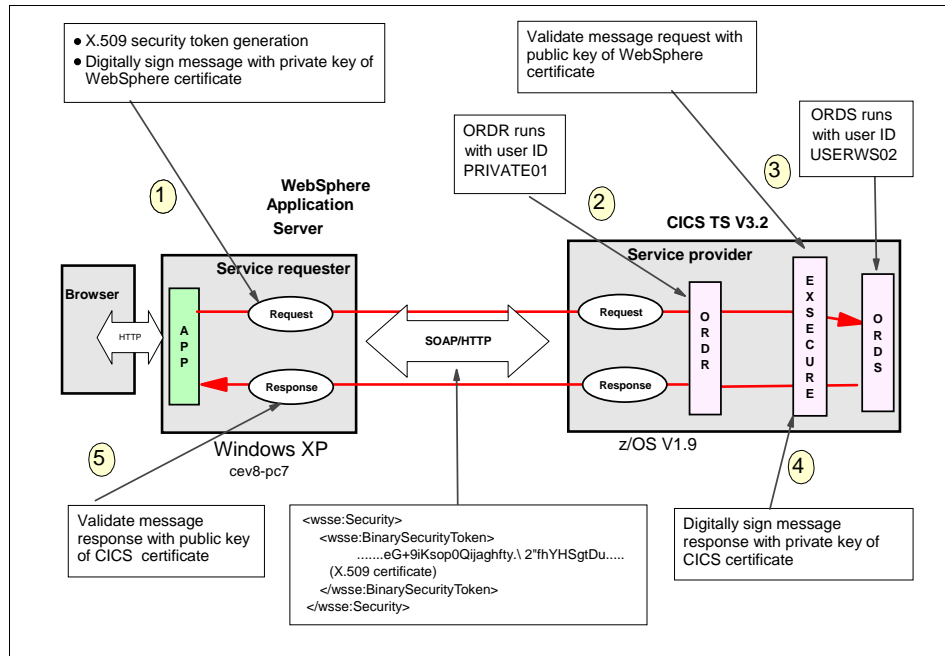 ● X.509 security token generation
● Digitally sign message with private key of
WebSphere certificate
Validate message request with
public key of WebSphere
certificate
ORDR runs
with user ID
PRIVATE01
ORDS runs
with user ID
USERWS02
1
2
3
WebSphere
Application
Server
CICS TS V3.2
Service requester
Service provider
Browser
HTTP
APP
Request
SOAP/HTTP
Request
ORDR
EXSECURE
ORDS
Response
Response
Windows XP
cev8-pc7
z/OS V1.9
5
4
Validate message
response with public key
of CICS certificate
<wsse:Security>
<wsse:BinarySecurityToken>
.......eG+9iKsop0Qijaghfty.\ 2"fhYHSgtDu.....
(X.509 certificate)
</wsse:BinarySecurityToken>
</wsse:Security>
Digitally sign message
response with private key of
CICS certificate